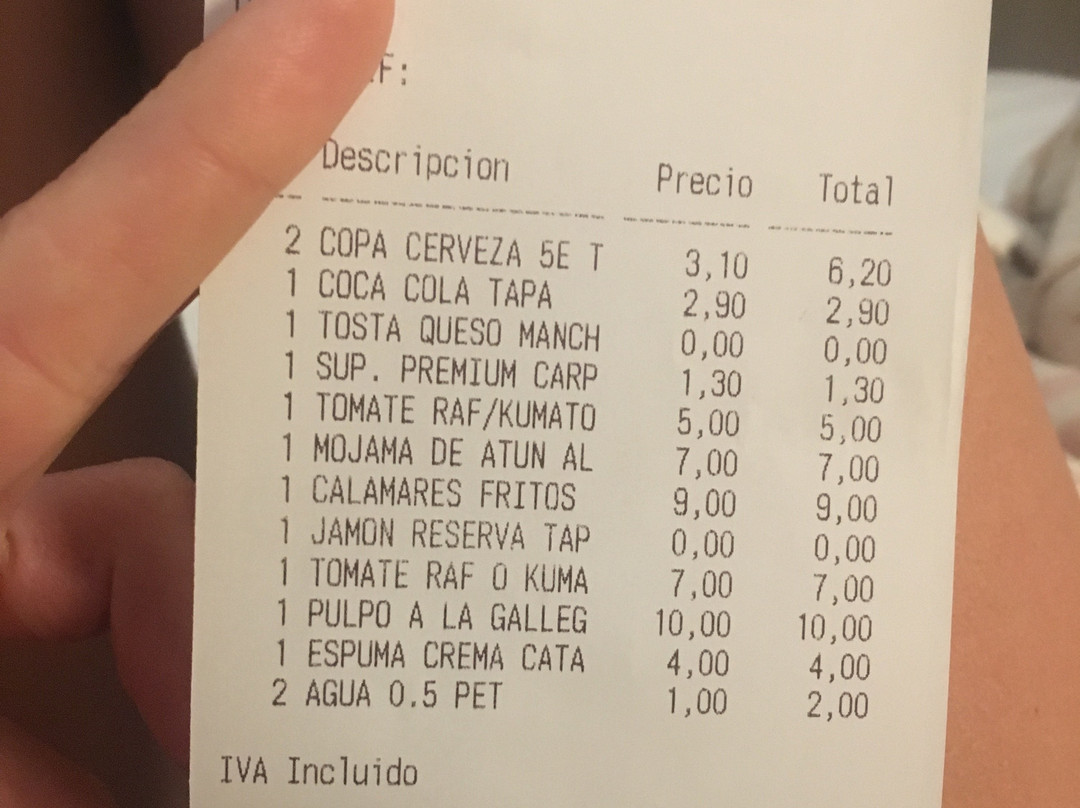 F:
Descripcion Precio Total
2 COPA CERVEZA 5E T 3,10 6,20
1 COCA COLA TAPA 2,90 2,90
1 TOSTA QUESO MANCH 0,00 0,00
1 SUP. PREMIUM CARP 1,30 1,30
1 TOMATE RAF/KUMATO 5,00 5,00
1 MOJAMA DE ATUN AL 7,00 7,00
1 CALAMARES FRITOS 9,00 9,00
1 JAMON RESERVA TAP 0,00 0,00
1 TOMATE RAF O KUMA 7,00 7,00
1 PULPO A LA GALLEG 10,00 10,00
1 ESPUMA CREMA CATA 4,00 4,00
2 AGUA 0.5 PET 1,00 2,00
IVA Incluido